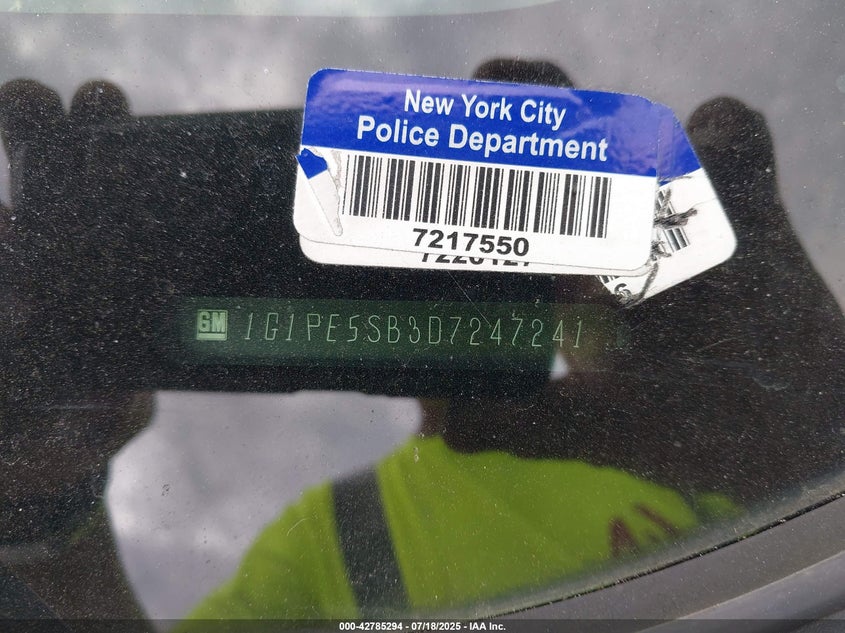 New York City
Police Department
7217550
GM 1G1PE5SB3D7247241
000-42785294 - 07/18/2025 - IAA Inc.